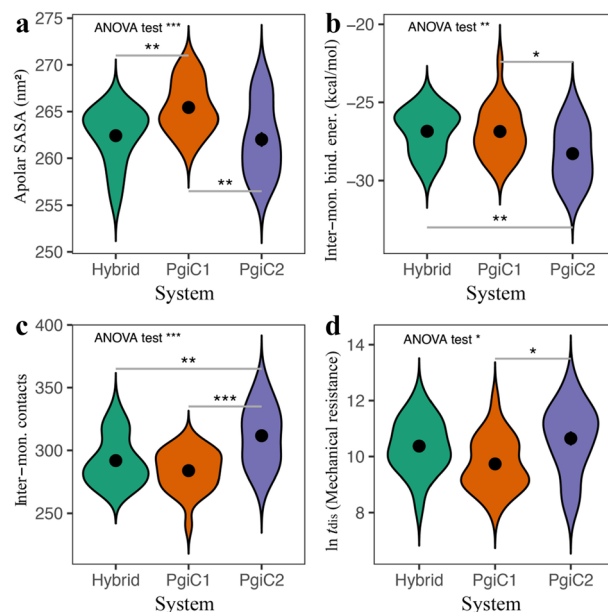 a
ANOVA test ***
**
**
Apolar SASA (nm²)
275
270
265
260
255
250
Hybrid PgiC1 PgiC2
System
b
ANOVA test **
*
**
Inter-mon. bind. ener. (kcal/mol)
−20
−25
−30
Hybrid PgiC1 PgiC2
System
c
ANOVA test ***
**
***
Inter-mon. contacts
400
350
300
250
Hybrid PgiC1 PgiC2
System
d
ANOVA test *
*
ln tdis (Mechanical resistance)
14
12
10
8
Hybrid PgiC1 PgiC2
System